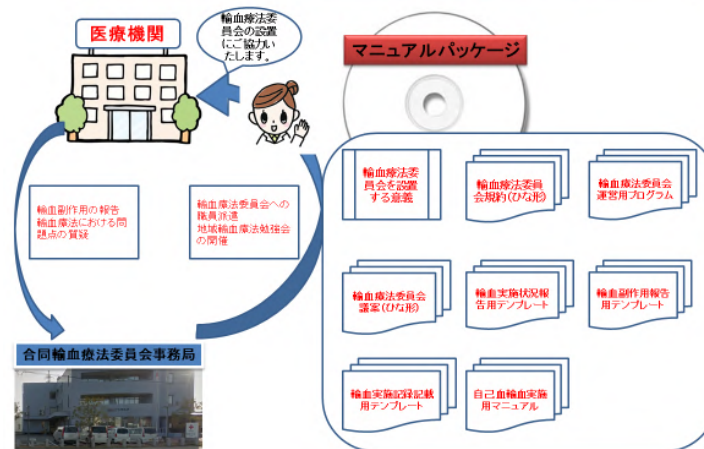 医療機関
輸血療法委
員会の設置
にご協力い
たします。
マニュアルパッケージ
輸血療法委
員会を設置
する意義
輸血療法委員
会規約(ひな形)
輸血療法委員会
運営用プログラム
輸血副作用の報告
輸血療法における問
題点の質疑
輸血療法委員会への
職員派遣
地域輸血療法勉強会
の開催
輸血療法委員会
議案(ひな形)
輸血実施状況報
告用テンプレート
輸血副作用報告
用テンプレート
合同輸血療法委員会事務局
輸血実施記録記載
用テンプレート
自己血輸血実施
用マニュアル